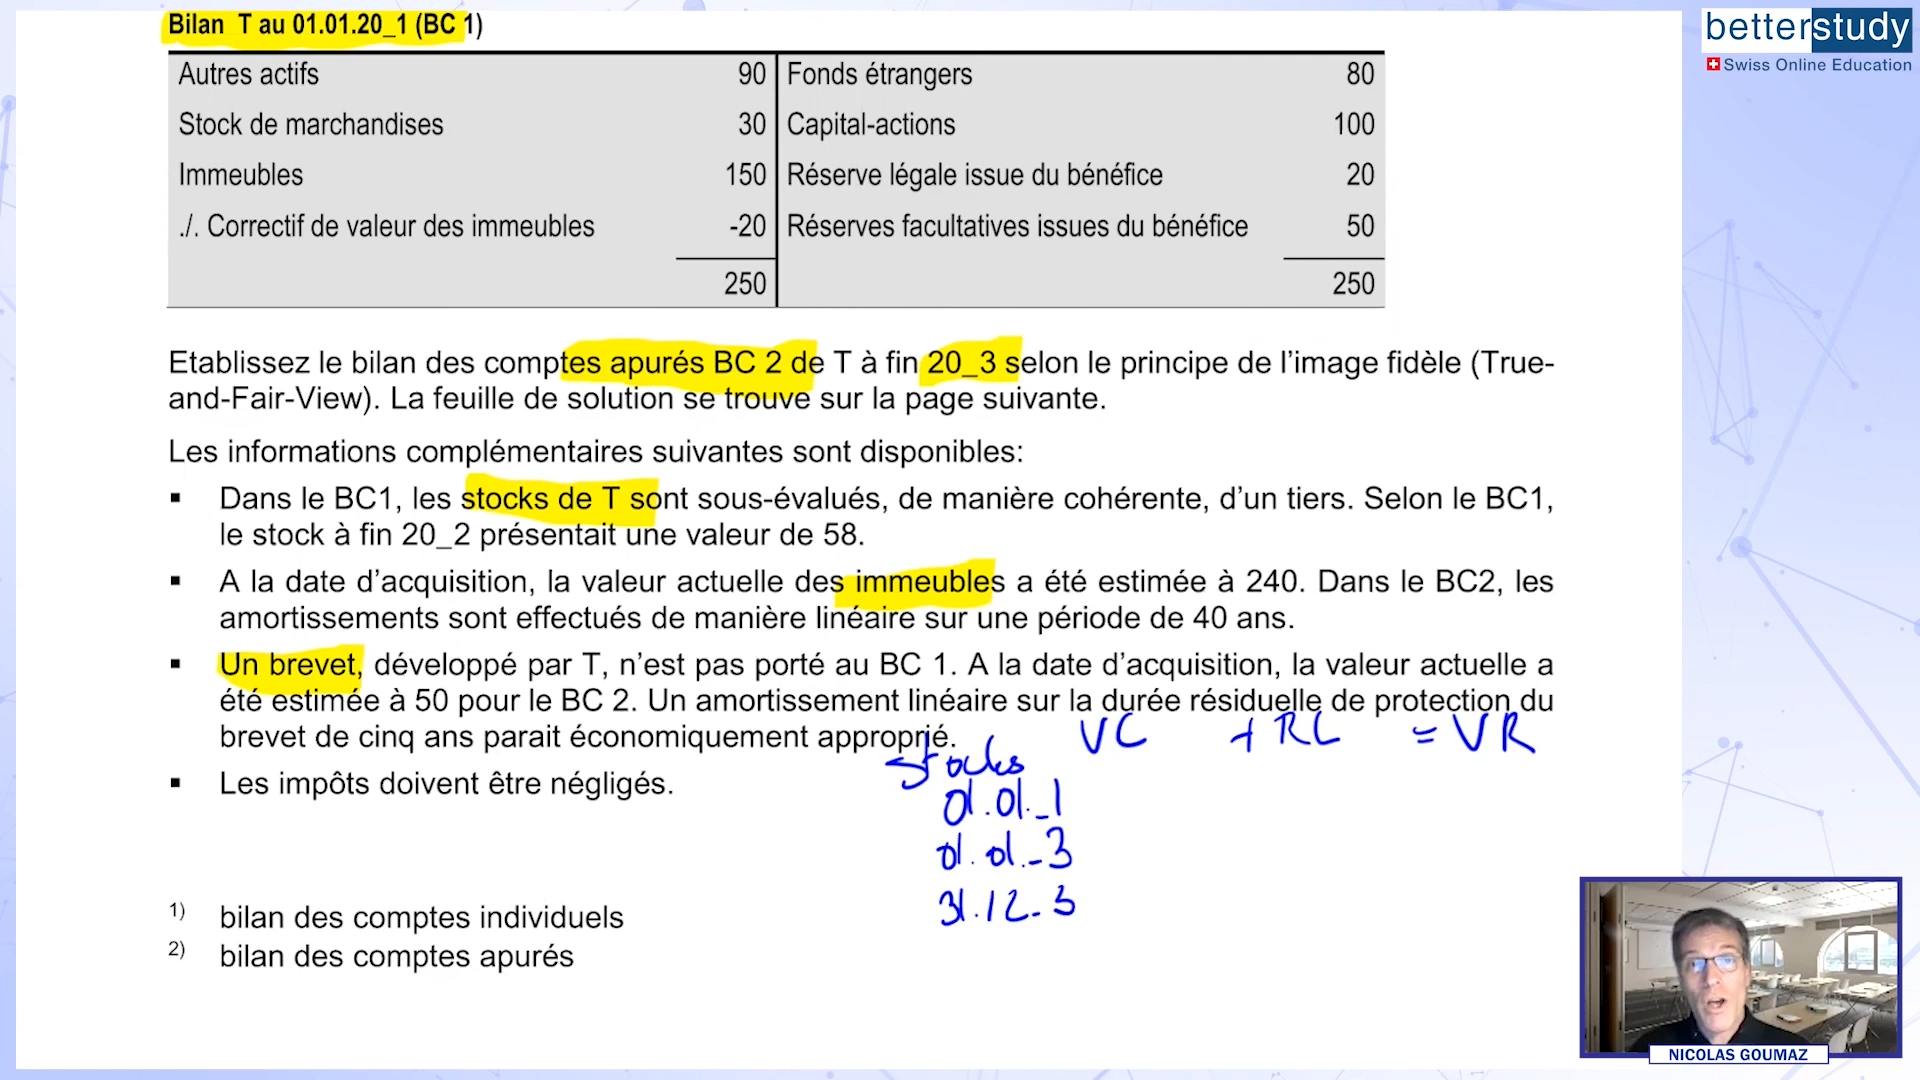 Bilan T au 01.01.20_1 (BC 1)
betterstudy
Swiss Online Education
Autres actifs 90 Fonds étrangers 80
Stock de marchandises 30 Capital-actions 100
Immeubles 150 Réserve légale issue du bénéfice 20
./. Correctif de valeur des immeubles -20 Réserves facultatives issues du bénéfice 50
250 250
Etablissez le bilan des comptes apurés BC 2 de T à fin 20_3 selon le principe de l’image fidèle (True-
and-Fair-View). La feuille de solution se trouve sur la page suivante.
Les informations complémentaires suivantes sont disponibles:
▪ Dans le BC1, les stocks de T sont sous-évalués, de manière cohérente, d’un tiers. Selon le BC1,
le stock à fin 20_2 présentait une valeur de 58.
▪ A la date d’acquisition, la valeur actuelle des immeubles a été estimée à 240. Dans le BC2, les
amortissements sont effectués de manière linéaire sur une période de 40 ans.
▪ Un brevet, développé par T, n’est pas porté au BC 1. A la date d’acquisition, la valeur actuelle a
été estimée à 50 pour le BC 2. Un amortissement linéaire sur la durée résiduelle de protection du
brevet de cinq ans parait économiquement approprié.
VC + RL = VR
Stocks
▪ Les impôts doivent être négligés.
01.01._1
01.01._3
31.12._3
1) bilan des comptes individuels
2) bilan des comptes apurés
NICOLAS GOUMAZ